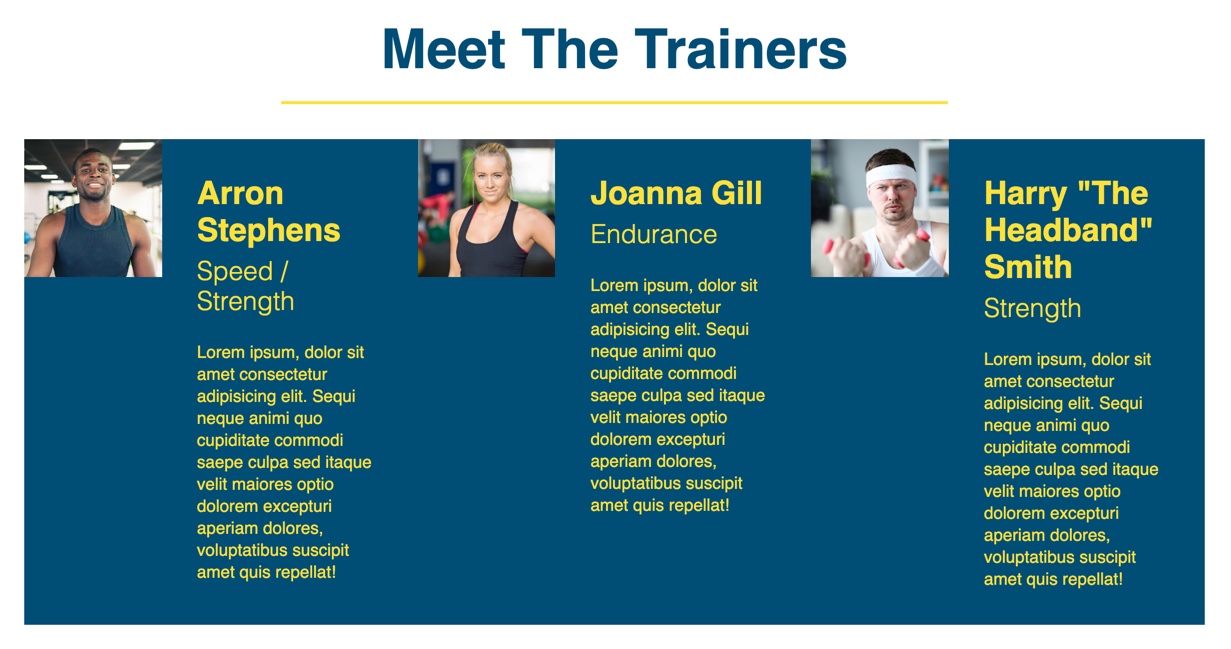 Meet The Trainers
Arron
Stephens
Speed /
Strength
Lorem ipsum, dolor sit
amet consectetur
adipisicing elit. Sequi
neque animi quo
cupiditate commodi
saepe culpa sed itaque
velit maiores optio
dolorem excepturi
aperiam dolores,
voluptatibus suscipit
amet quis repellat!
Joanna Gill
Endurance
Lorem ipsum, dolor sit
amet consectetur
adipisicing elit. Sequi
neque animi quo
cupiditate commodi
saepe culpa sed itaque
velit maiores optio
dolorem excepturi
aperiam dolores,
voluptatibus suscipit
amet quis repellat!
Harry "The
Headband"
Smith
Strength
Lorem ipsum, dolor sit
amet consectetur
adipisicing elit. Sequi
neque animi quo
cupiditate commodi
saepe culpa sed itaque
velit maiores optio
dolorem excepturi
aperiam dolores,
voluptatibus suscipit
amet quis repellat!